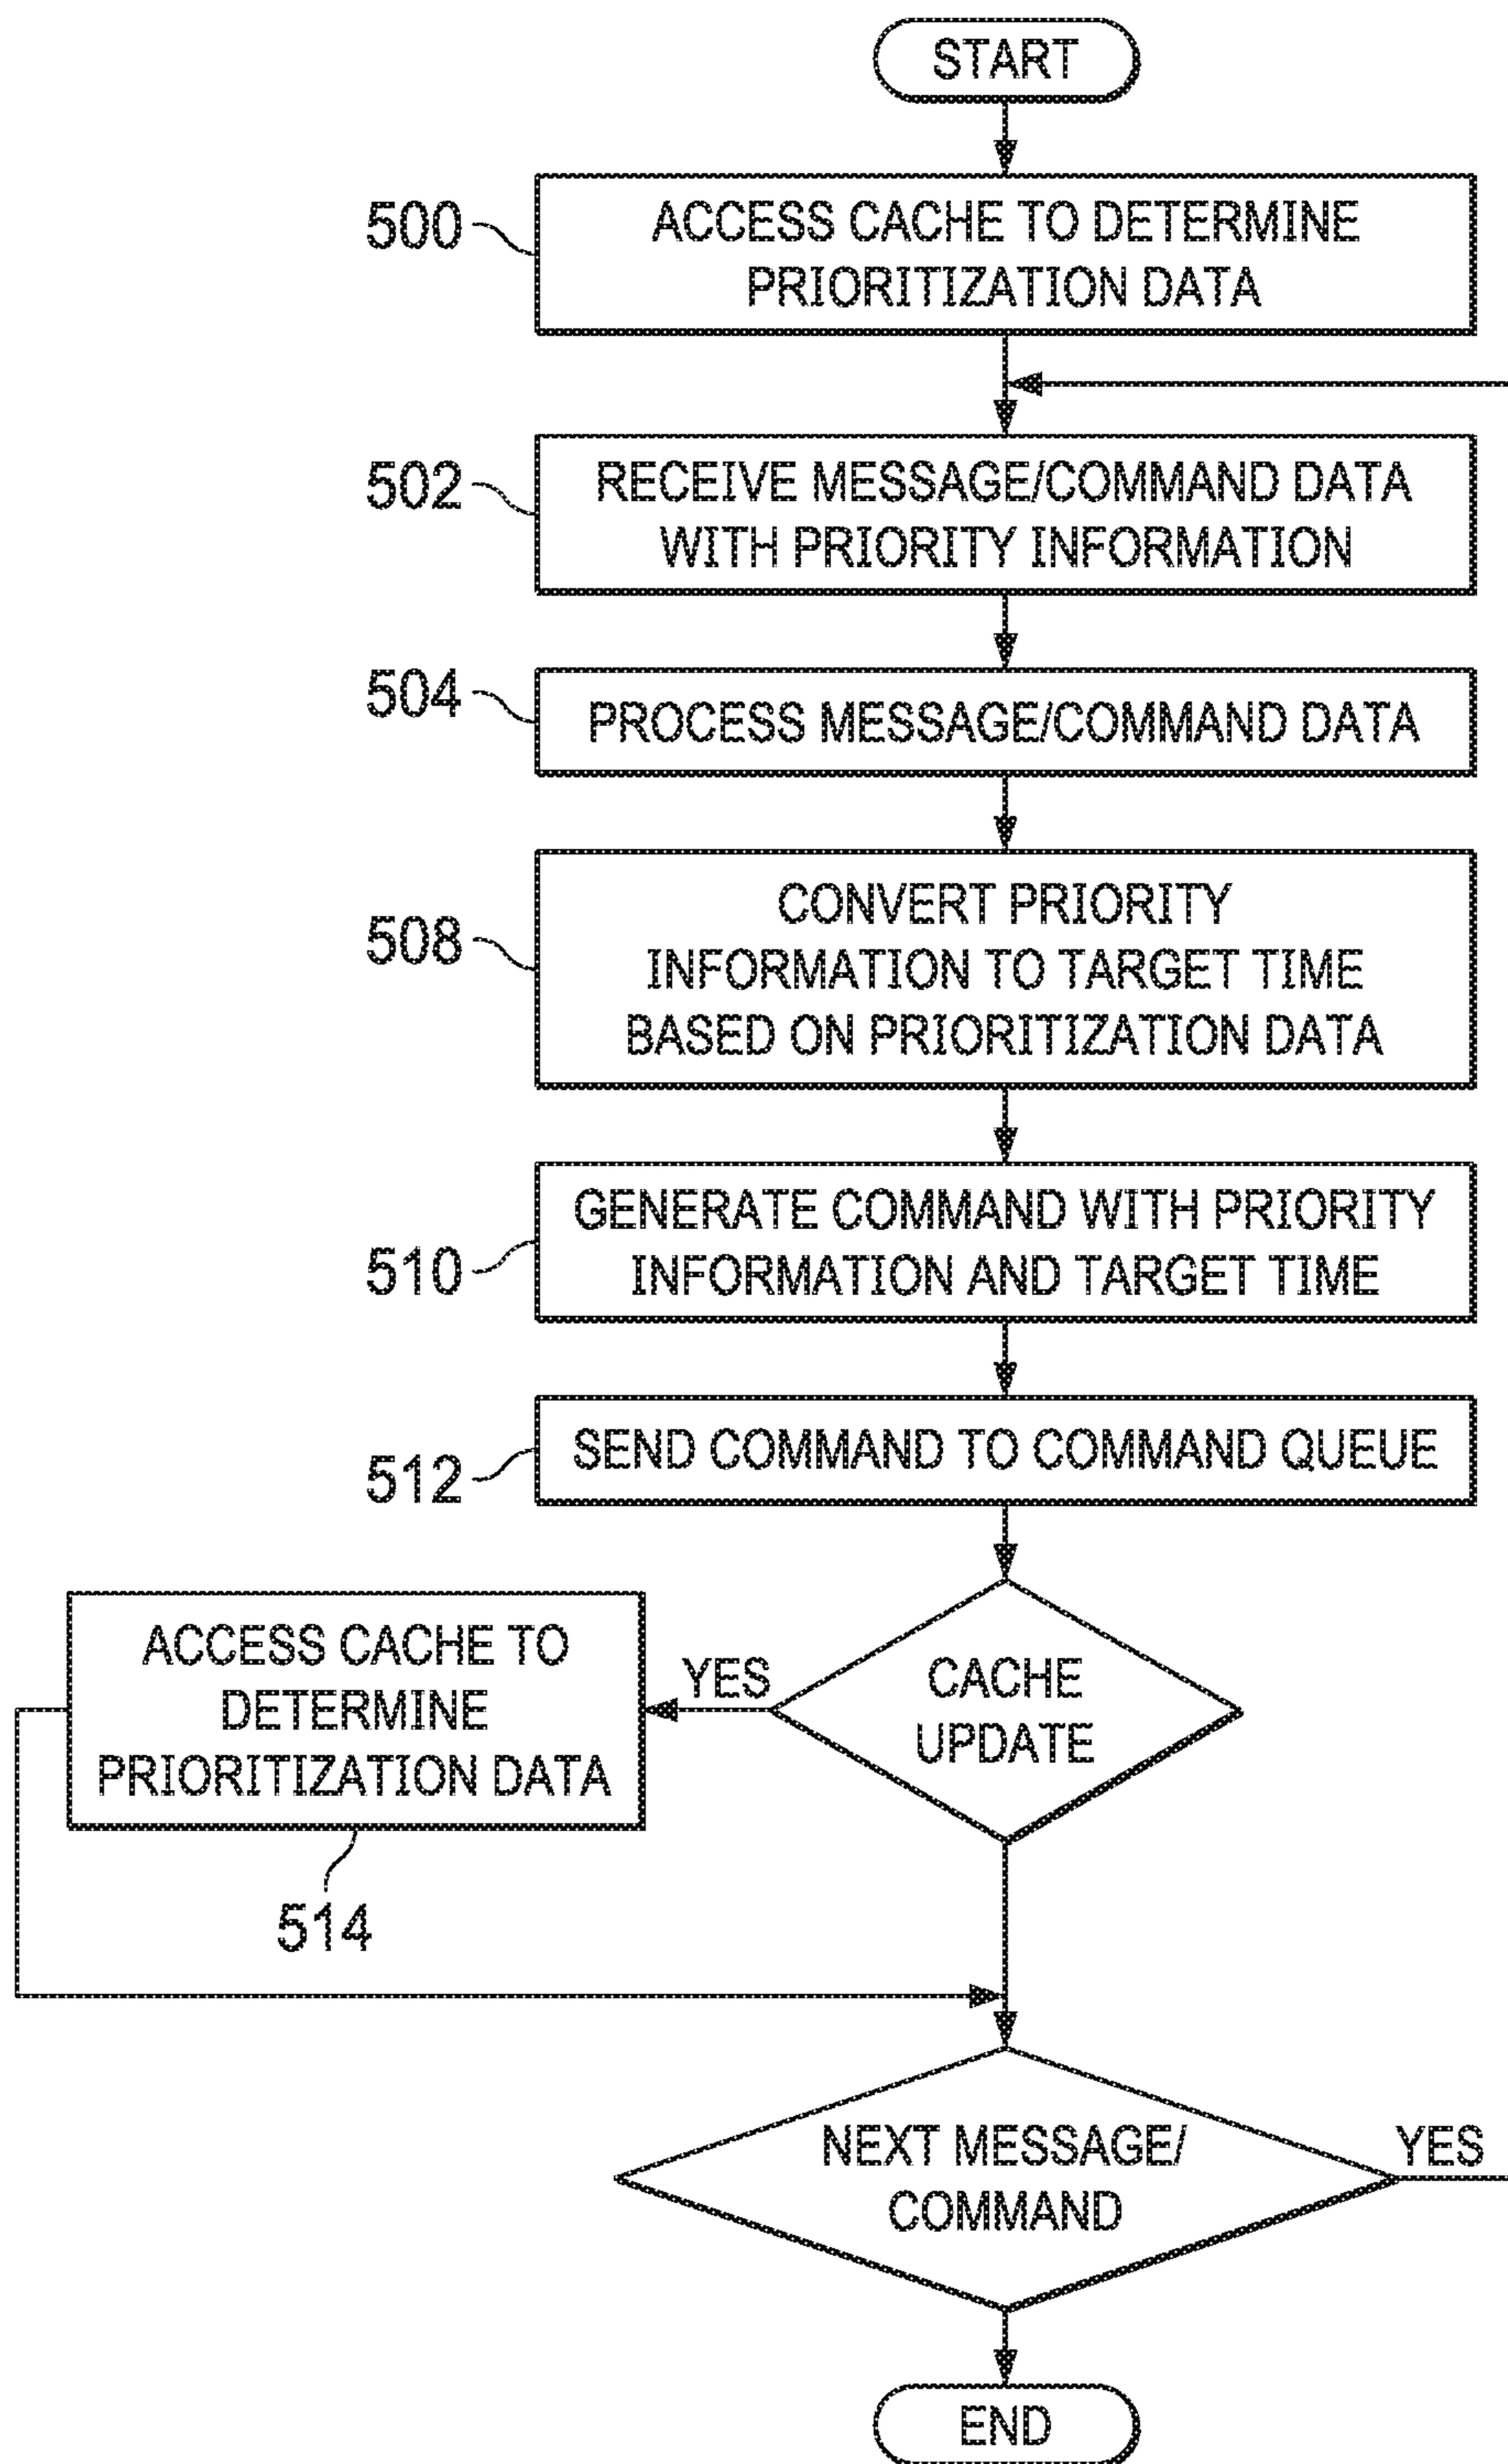 START
500
ACCESS CACHE TO DETERMINE
PRIORITIZATION DATA
502
RECEIVE MESSAGE/COMMAND DATA
WITH PRIORITY INFORMATION
504
PROCESS MESSAGE/COMMAND DATA
508
CONVERT PRIORITY
INFORMATION TO TARGET TIME
BASED ON PRIORITIZATION DATA
510
GENERATE COMMAND WITH PRIORITY
INFORMATION AND TARGET TIME
512
SEND COMMAND TO COMMAND QUEUE
CACHE
UPDATE
YES
ACCESS CACHE TO
DETERMINE
PRIORITIZATION DATA
514
NEXT MESSAGE/
COMMAND
YES
END